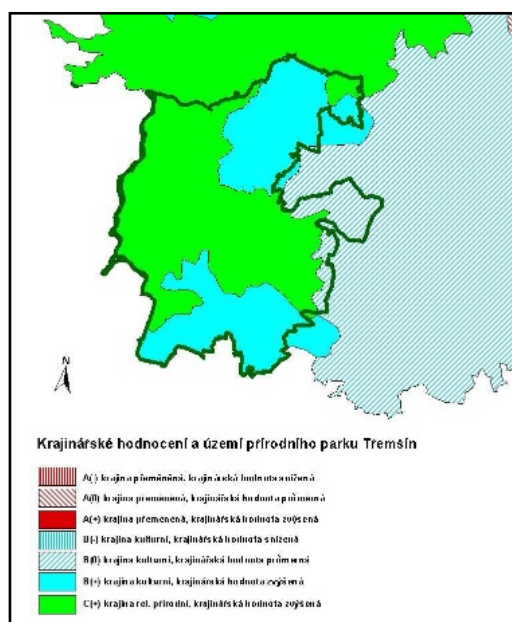 N
Krajinářské hodnocení a území přírodního parku Třemšín
A(-) krajina přeměněná, krajinářská hodnota snížená
A(0) krajina přeměněná, krajinářská hodnota průměrná
A(+) krajina přeměněná, krajinářská hodnota zvýšená
B(-) krajina kulturní, krajinářská hodnota snížená
B(0) krajina kulturní, krajinářská hodnota průměrná
B(+) krajina kulturní, krajinářská hodnota zvýšená
C(+) krajina rel. přírodní, krajinářská hodnota zvýšená